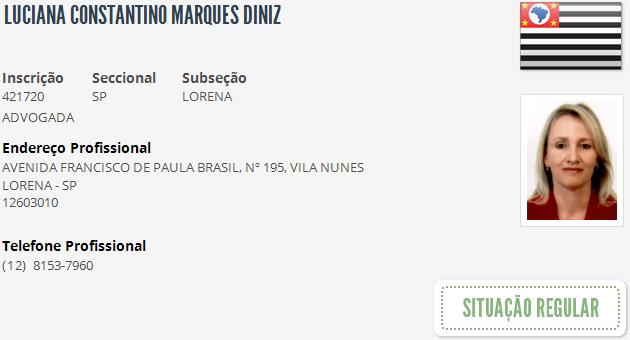 LUCIANA CONSTANTINO MARQUES DINIZ
Inscrição Seccional Subseção
421720 SP LORENA
ADVOGADA
Endereço Profissional
AVENIDA FRANCISCO DE PAULA BRASIL, Nº 195, VILA NUNES
LORENA - SP
12603010
Telefone Profissional
(12) 8153-7960
SITUAÇÃO REGULAR